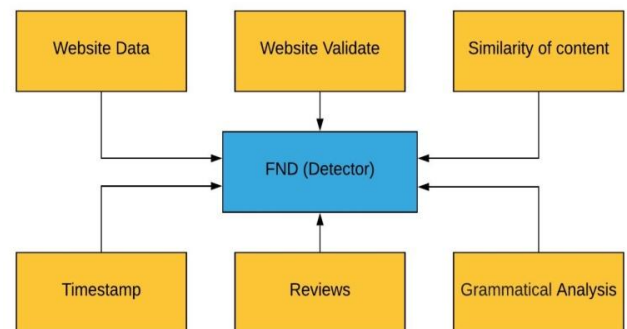 Website Data
Website Validate
Similarity of content
FND (Detector)
Timestamp
Reviews
Grammatical Analysis